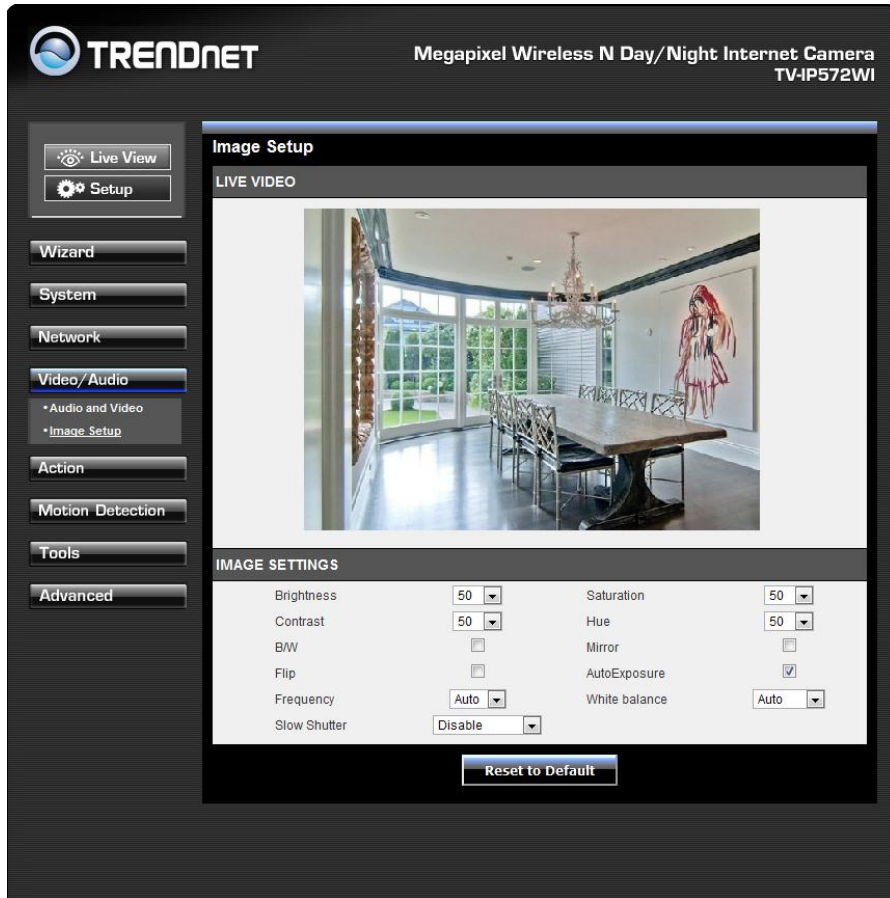 TRENDNET
Megapixel Wireless N Day/Night Internet Camera
TV-IP572WI
Live View
Setup
Wizard
System
Network
Video/Audio
•Audio and Video
•Image Setup
Action
Motion Detection
Tools
Advanced
Image Setup
LIVE VIDEO
IMAGE SETTINGS
Brightness 50 Saturation 50
Contrast 50 Hue 50
B/W Mirror
Flip AutoExposure
Frequency Auto White balance Auto
Slow Shutter Disable
Reset to Default